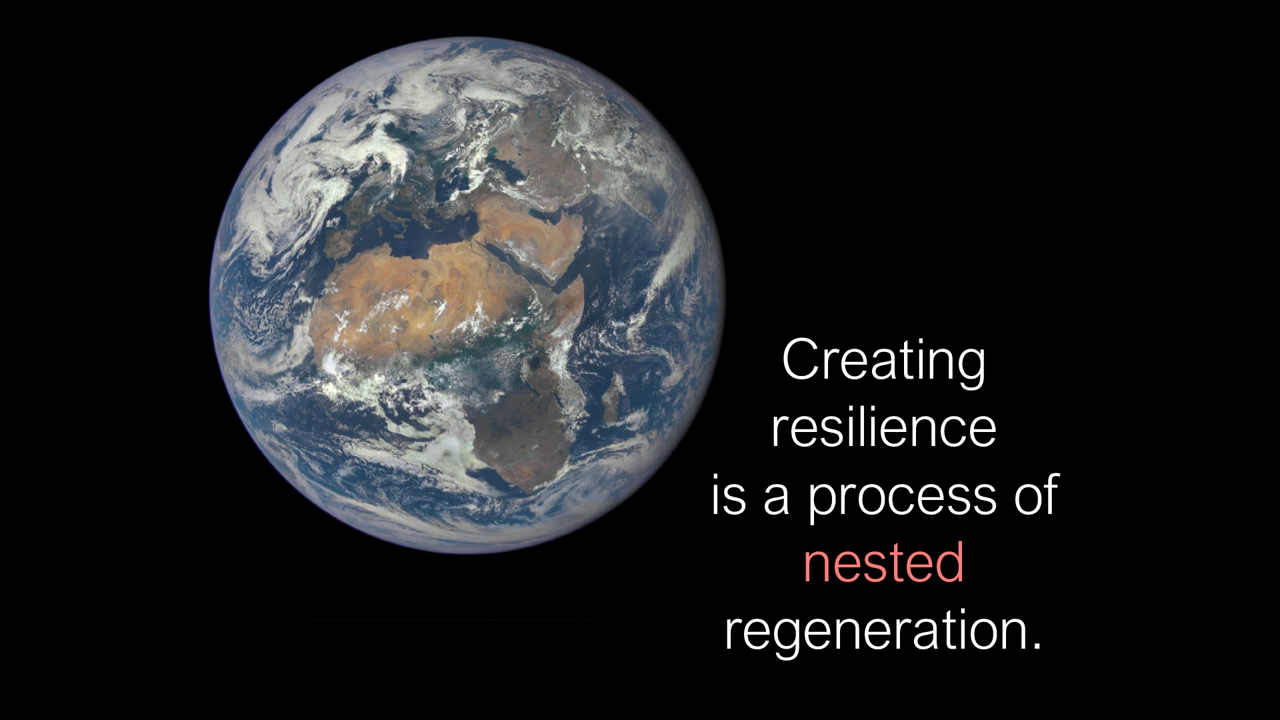 Creating
resilience
is a process of
nested
regeneration.